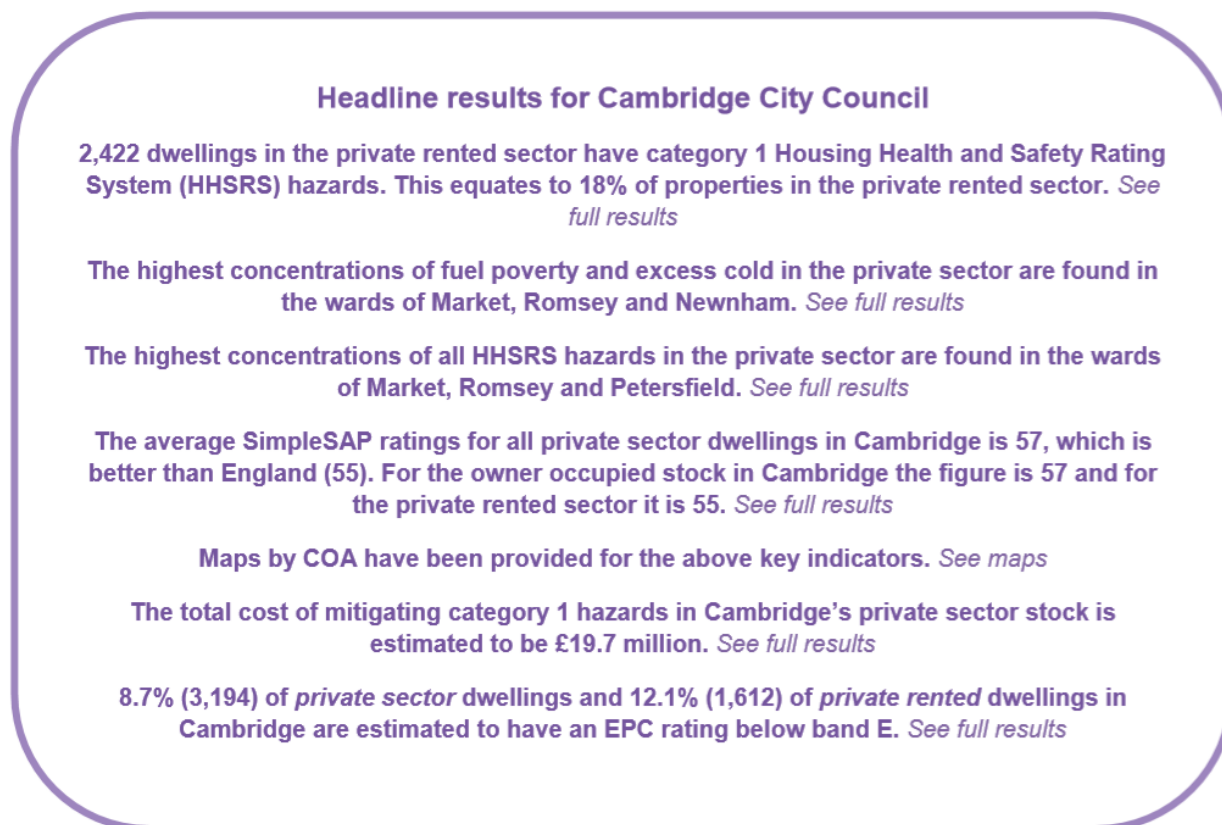 Headline results for Cambridge City Council
2,422 dwellings in the private rented sector have category 1 Housing Health and Safety Rating
System (HHSRS) hazards. This equates to 18% of properties in the private rented sector. See
full results
The highest concentrations of fuel poverty and excess cold in the private sector are found in
the wards of Market, Romsey and Newnham. See full results
The highest concentrations of all HHSRS hazards in the private sector are found in the wards
of Market, Romsey and Petersfield. See full results
The average SimpleSAP ratings for all private sector dwellings in Cambridge is 57, which is
better than England (55). For the owner occupied stock in Cambridge the figure is 57 and for
the private rented sector it is 55. See full results
Maps by COA have been provided for the above key indicators. See maps
The total cost of mitigating category 1 hazards in Cambridge’s private sector stock is
estimated to be £19.7 million. See full results
8.7% (3,194) of private sector dwellings and 12.1% (1,612) of private rented dwellings in
Cambridge are estimated to have an EPC rating below band E. See full results